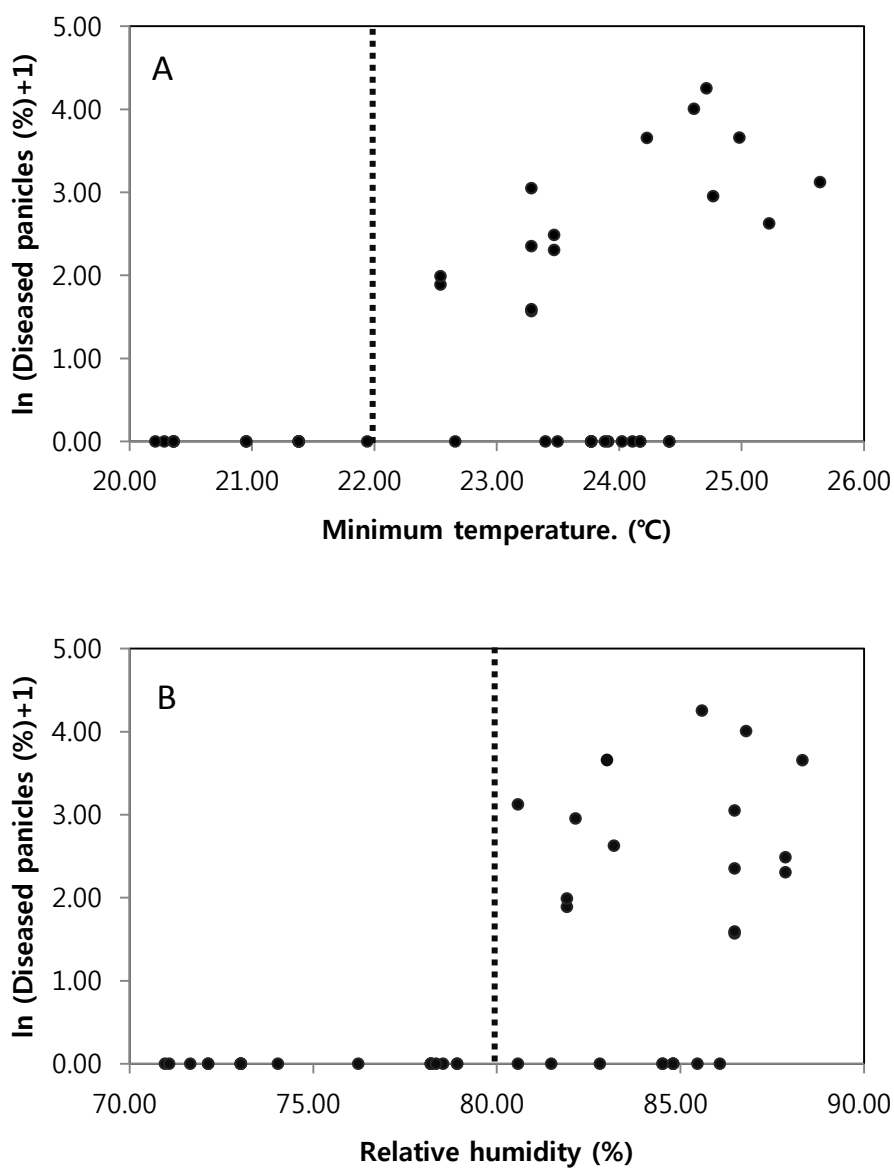 5.00
A
4.00
3.00
2.00
1.00
0.00
ln (Diseased panicles (%)+1)
20.00 21.00 22.00 23.00 24.00 25.00 26.00
Minimum temperature. (℃)
5.00
B
4.00
3.00
2.00
1.00
0.00
ln (Diseased panicles (%)+1)
70.00 75.00 80.00 85.00 90.00
Relative humidity (%)